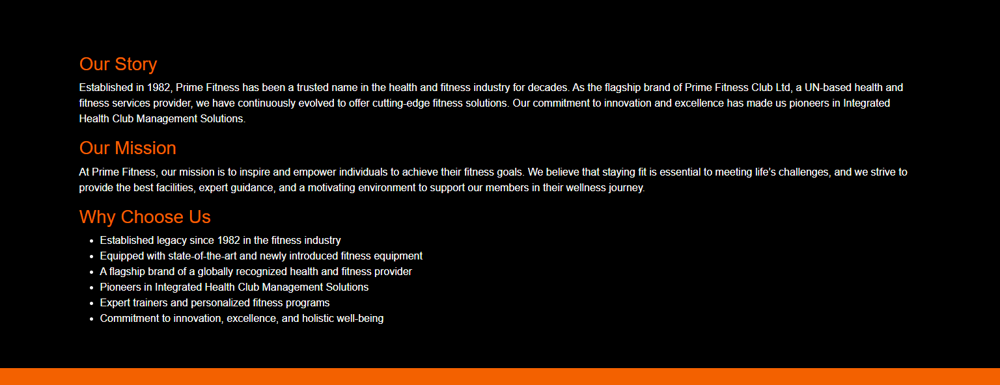 Our Story
Established in 1982, Prime Fitness has been a trusted name in the health and fitness industry for decades. As the flagship brand of Prime Fitness Club Ltd, a UN-based health and
fitness services provider, we have continuously evolved to offer cutting-edge fitness solutions. Our commitment to innovation and excellence has made us pioneers in Integrated
Health Club Management Solutions.
Our Mission
At Prime Fitness, our mission is to inspire and empower individuals to achieve their fitness goals. We believe that staying fit is essential to meeting life’s challenges, and we strive to
provide the best facilities, expert guidance, and a motivating environment to support our members in their wellness journey.
Why Choose Us
• Established legacy since 1982 in the fitness industry
• Equipped with state-of-the-art and newly introduced fitness equipment
• A flagship brand of a globally recognized health and fitness provider
• Pioneers in Integrated Health Club Management Solutions
• Expert trainers and personalized fitness programs
• Commitment to innovation, excellence, and holistic well-being